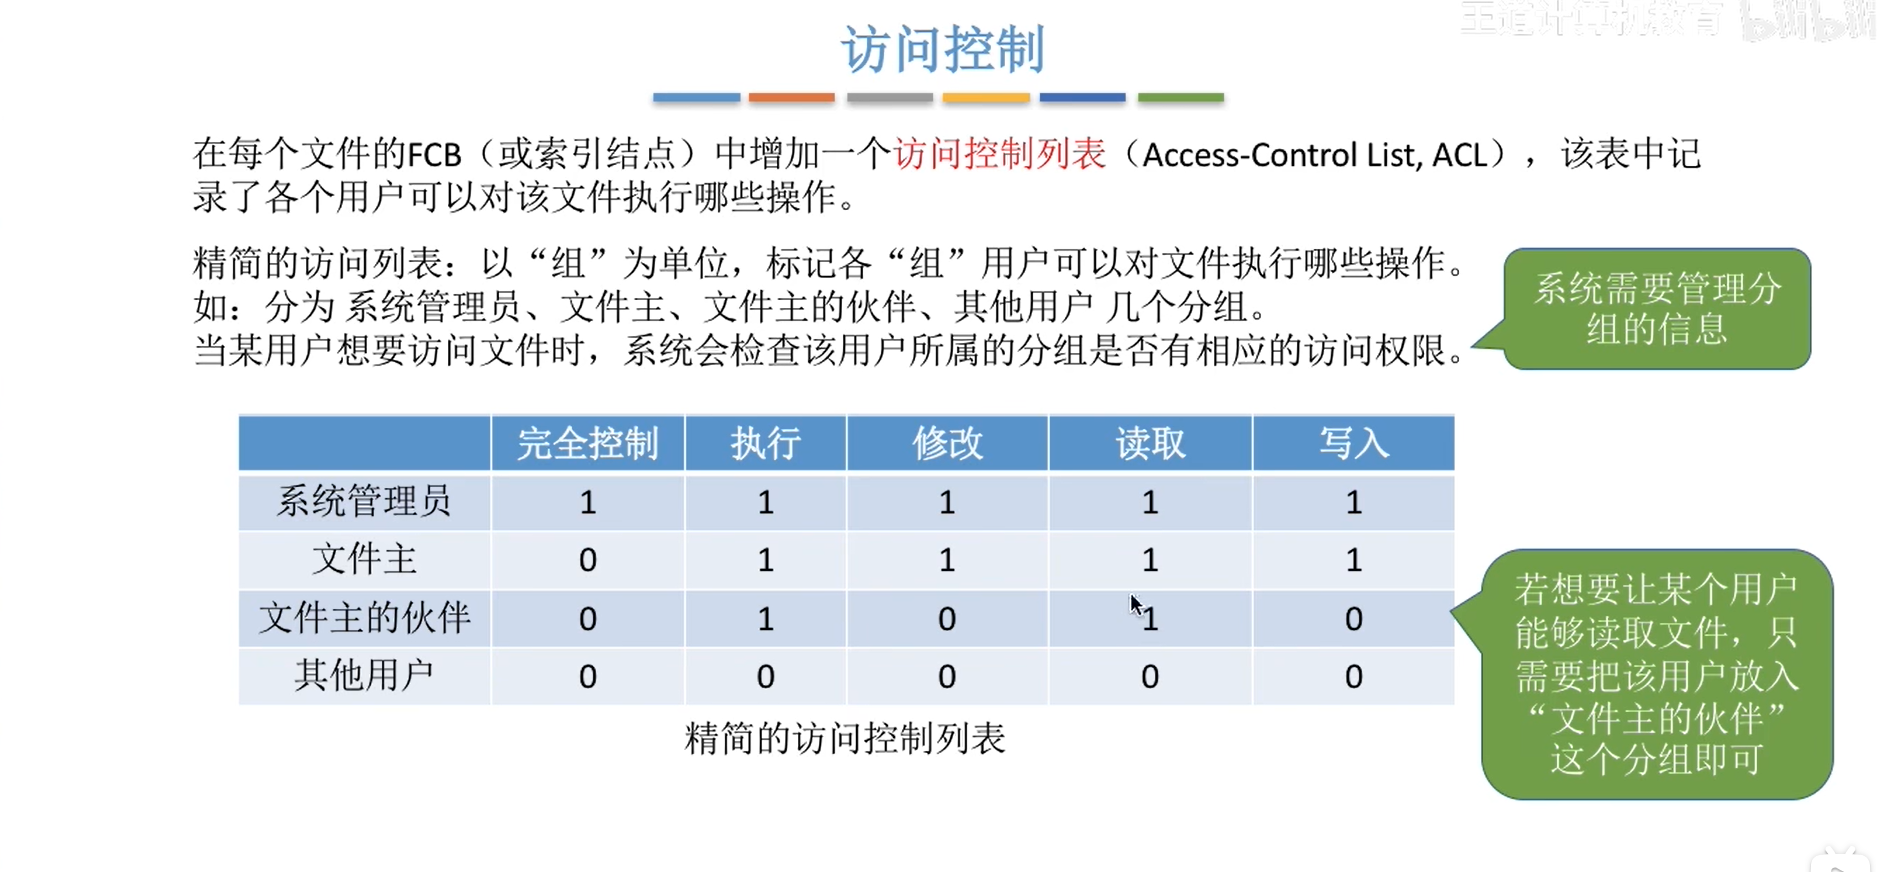 王道计算机教育 bilibili
访问控制
在每个文件的FCB（或索引结点）中增加一个访问控制列表（Access-Control List, ACL），该表中记
录了各个用户可以对该文件执行哪些操作。
精简的访问列表：以“组”为单位，标记各“组”用户可以对文件执行哪些操作。
如：分为 系统管理员、文件主、文件主的伙伴、其他用户 几个分组。
当某用户想要访问文件时，系统会检查该用户所属的分组是否有相应的访问权限。
系统需要管理分
组的信息
完全控制 执行 修改 读取 写入
系统管理员 1 1 1 1 1
文件主 0 1 1 1 1
文件主的伙伴 0 1 0 1 0
其他用户 0 0 0 0 0
精简的访问控制列表
若想要让某个用户
能够读取文件，只
需要把该用户放入
“文件主的伙伴”
这个分组即可